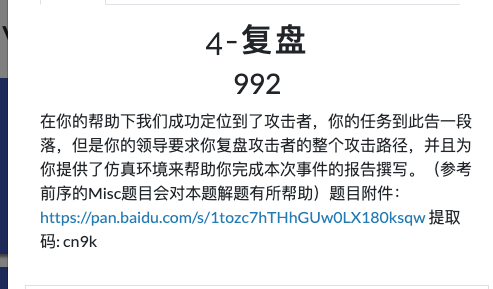 4-复盘
992
在你的帮助下我们成功定位到了攻击者，你的任务到此告一段
落，但是你的领导要求你复盘攻击者的整个攻击路径，并且为
你提供了仿真环境来帮助你完成本次事件的报告撰写。（参考
前序的Misc题目会对本题解题有所帮助）题目附件：
https://pan.baidu.com/s/1tozc7hTHhGUw0LX180ksqw 提取
码: cn9k